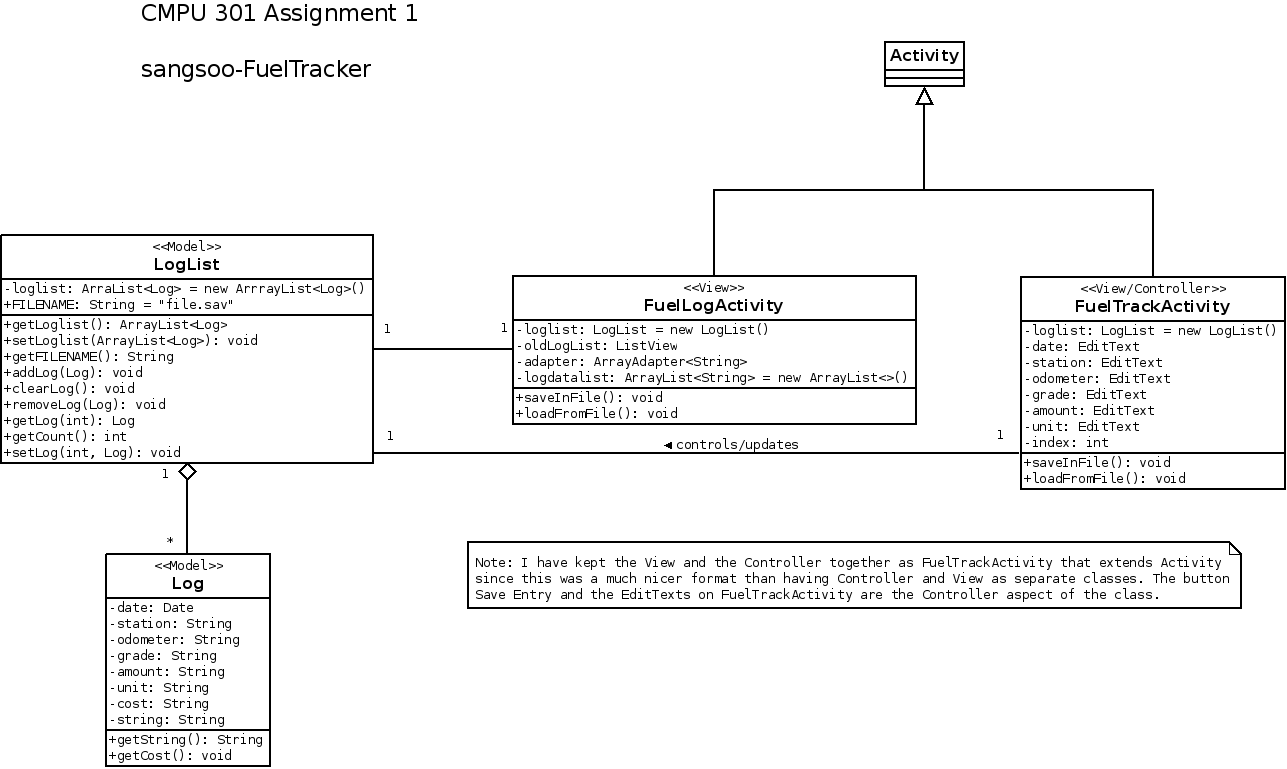 CMPU 301 Assignment 1
sangsoo-FuelTracker
Activity
<<Model>>
LogList
-loglist: ArraList<Log> = new ArrrayList<Log>()
+FILENAME: String = "file.sav"
+getLoglist(): ArrayList<Log>
+setLoglist(ArrayList<Log>): void
+getFILENAME(): String
+addLog(Log): void
+clearLog(): void
+removeLog(Log): void
+getLog(int): Log
+getCount(): int
+setLog(int, Log): void
1
1
<<View>>
FuelLogActivity
-loglist: LogList = new LogList()
-oldLogList: ListView
-adapter: ArrayAdapter<String>
-logdatalist: ArrayList<String> = new ArrayList<>()
+saveInFile(): void
+loadFromFile(): void
<<View/Controller>>
FuelTrackActivity
-loglist: LogList = new LogList()
-date: EditText
-station: EditText
-odometer: EditText
-grade: EditText
-amount: EditText
-unit: EditText
-index: int
+saveInFile(): void
+loadFromFile(): void
1
◄ controls/updates
1
1
*
<<Model>>
Log
-date: Date
-station: String
-odometer: String
-grade: String
-amount: String
-unit: String
-cost: String
-string: String
+getString(): String
+getCost(): void
Note: I have kept the View and the Controller together as FuelTrackActivity that extends Activity
since this was a much nicer format than having Controller and View as separate classes. The button
Save Entry and the EditTexts on FuelTrackActivity are the Controller aspect of the class.